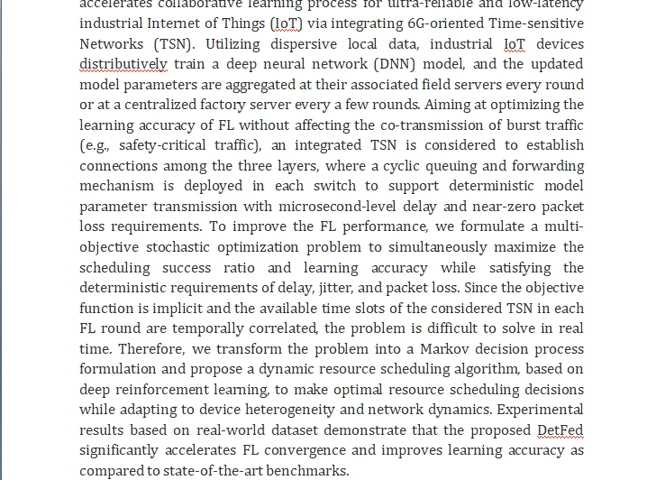 accelerates collaborative learning process for ultra-reliable and low-latency
industrial Internet of Things (IoT) via integrating 6G-oriented Time-sensitive
Networks (TSN). Utilizing dispersive local data, industrial IoT devices
distributively train a deep neural network (DNN) model, and the updated
model parameters are aggregated at their associated field servers every round
or at a centralized factory server every a few rounds. Aiming at optimizing the
learning accuracy of FL without affecting the co-transmission of burst traffic
(e.g., safety-critical traffic), an integrated TSN is considered to establish
connections among the three layers, where a cyclic queuing and forwarding
mechanism is deployed in each switch to support deterministic model
parameter transmission with microsecond-level delay and near-zero packet
loss requirements. To improve the FL performance, we formulate a multi-
objective stochastic optimization problem to simultaneously maximize the
scheduling success ratio and learning accuracy while satisfying the
deterministic requirements of delay, jitter, and packet loss. Since the objective
function is implicit and the available time slots of the considered TSN in each
FL round are temporally correlated, the problem is difficult to solve in real
time. Therefore, we transform the problem into a Markov decision process
formulation and propose a dynamic resource scheduling algorithm, based on
deep reinforcement learning, to make optimal resource scheduling decisions
while adapting to device heterogeneity and network dynamics. Experimental
results based on real-world dataset demonstrate that the proposed DetFed
significantly accelerates FL convergence and improves learning accuracy as
compared to state-of-the-art benchmarks.